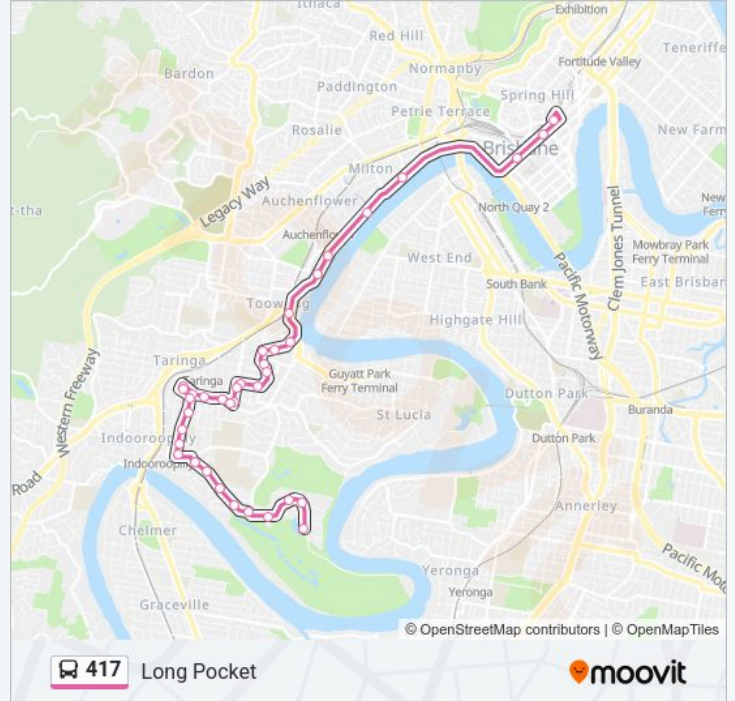 Ithaca
Exhibition
Red Hill
Teneriffe
Fortitude Valley
Normanby
Bardon
Paddington
Spring Hill
Petrie Terrace
Rosalie
New Farm
Brisbane
Milton
t-tha
Legacy Way
Auchenflower
North Quay 2
New
Ferry
Auchenflower
Clem Jones Tunnel
Mowbray Park
Ferry Terminal
West End
Pacific Motorway
South Bank
East Brisban
Toowong
Highgate Hill
Taringa
Guyatt Park
Ferry Terminal
Taringa
Western Freeway
Dutton Park
St Lucia
Buranda
Indooroopilly
Dutton Park
Indooroopilly
Road
Annerley
Chelmer
Pacific Moto
Yeronga
Yeronga
Graceville
© OpenStreetMap contributors | © OpenMapTiles
417 Long Pocket
moovit